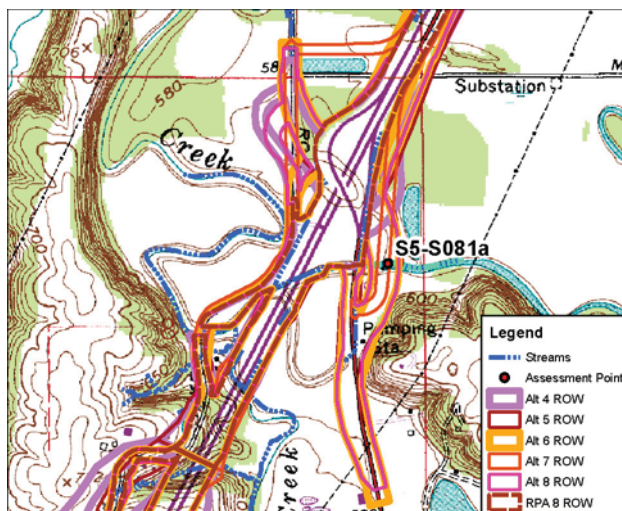 706
58
M
580
Substation
Creek
RO
S5-S081a
700
600
Pumping
Sta
Legend
Streams
Assessment Point
Alt 4 ROW
Alt 5 ROW
Alt 6 ROW
Alt 7 ROW
Alt 8 ROW
RPA 8 ROW
Creek